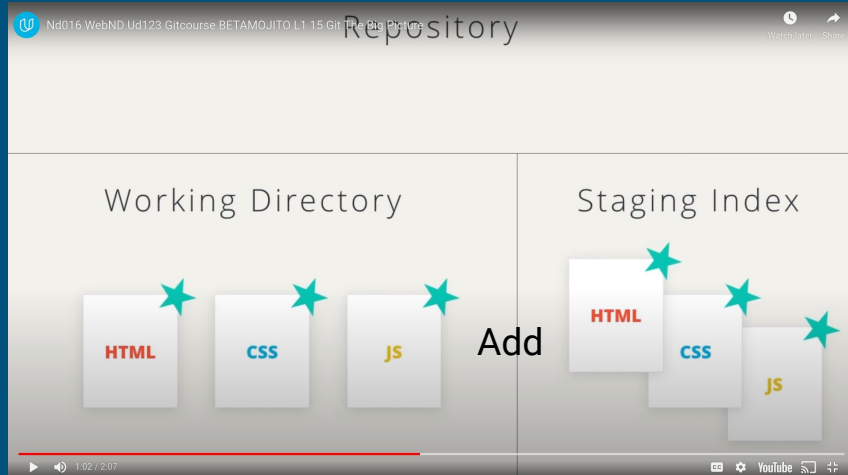 Nd016 WebND Ud123 Gitcourse BETAMOJITO L1 15 Git The Big Picture
Repository
Watch later
Share
Working Directory
Staging Index
HTML
CSS
JS
Add
HTML
CSS
JS
1:02 / 2:07
CC
YouTube